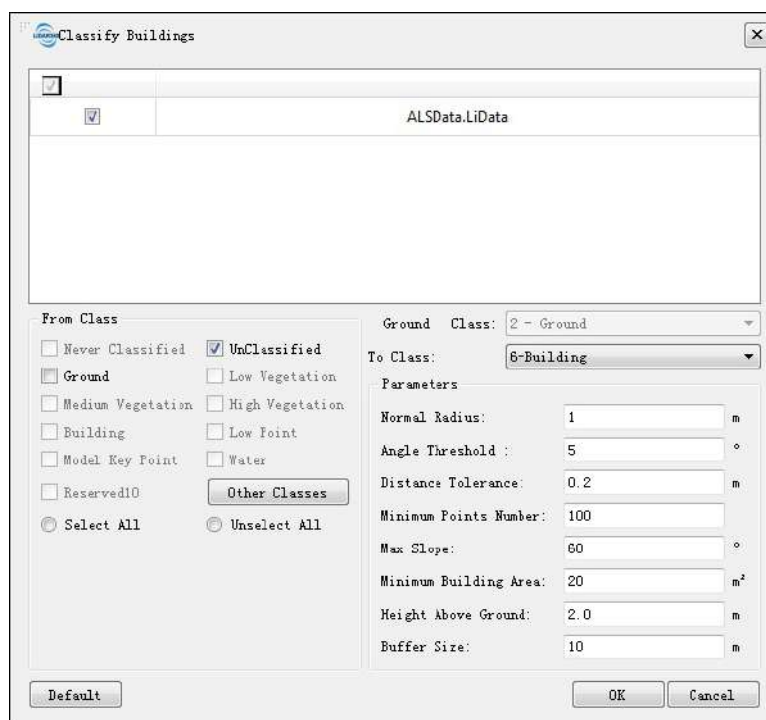 Classify Buildings
ALSData.LiData
From Class
Never Classified UnClassified
Ground Low Vegetation
Medium Vegetation High Vegetation
Building Low Point
Model Key Point Water
Reserved10 Other Classes
Select All Unselect All
Ground Class: 2 - Ground
To Class: 6-Building
Parameters
Normal Radius: 1 m
Angle Threshold : 5 °
Distance Tolerance: 0.2 m
Minimum Points Number: 100
Max Slope: 60 °
Minimum Building Area: 20 m²
Height Above Ground: 2.0 m
Buffer Size: 10 m
Default OK Cancel